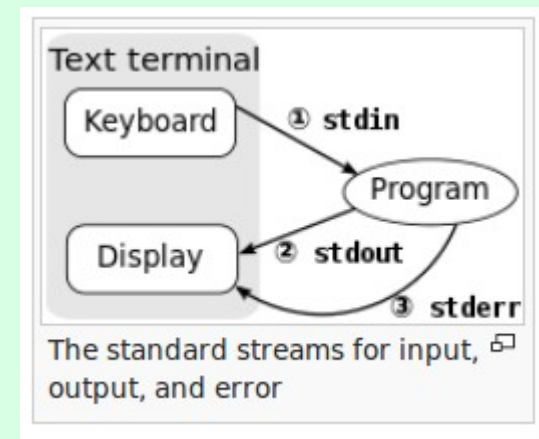 Text terminal
Keyboard
① stdin
Program
Display
② stdout
③ stderr
The standard streams for input,
output, and error